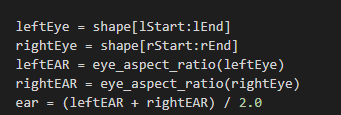 leftEye = shape[lStart:lEnd]
rightEye = shape[rStart:rEnd]
leftEAR = eye_aspect_ratio(leftEye)
rightEAR = eye_aspect_ratio(rightEye)
ear = (leftEAR + rightEAR) / 2.0